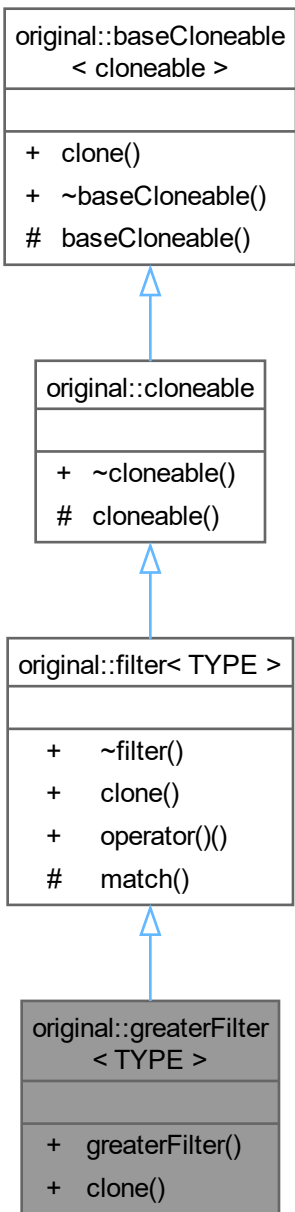 original::baseCloneable
< cloneable >
+ clone()
+ ~baseCloneable()
# baseCloneable()
original::cloneable
+ ~cloneable()
# cloneable()
original::filter< TYPE >
+ ~filter()
+ clone()
+ operator()()
# match()
original::greaterFilter
< TYPE >
+ greaterFilter()
+ clone()